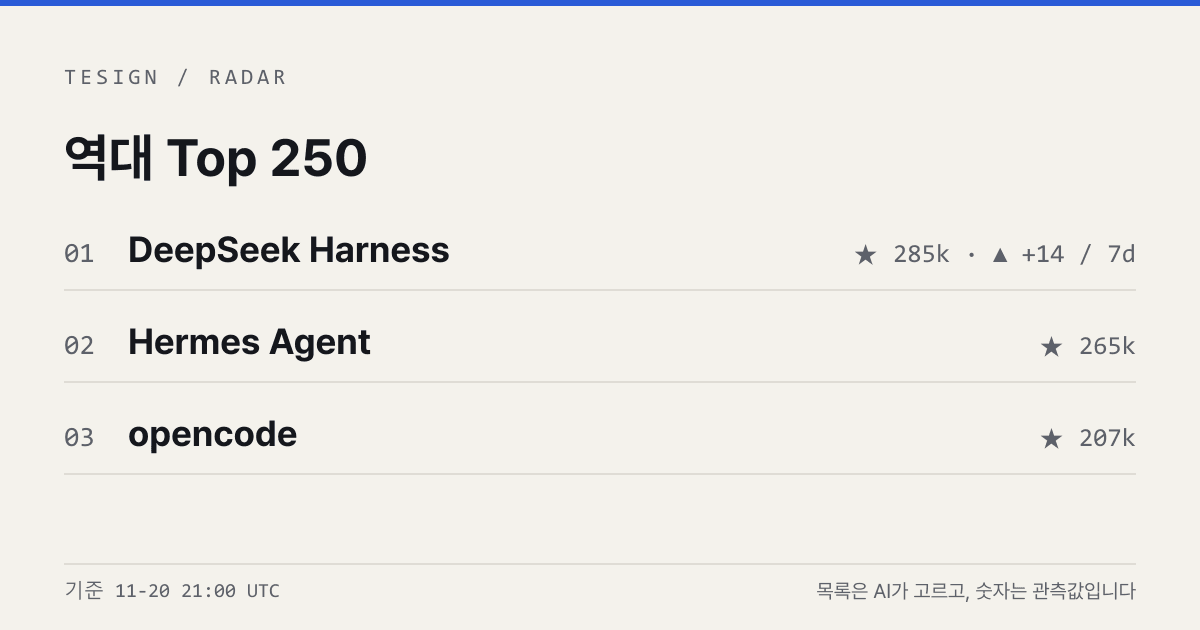 TESIGN / RADAR
역대 Top 250
01 DeepSeek Harness ★ 285k · ▲ +14 / 7d
02 Hermes Agent ★ 265k
03 opencode ★ 207k
기준 11-20 21:00 UTC 목록은 AI가 고르고, 숫자는 관측값입니다